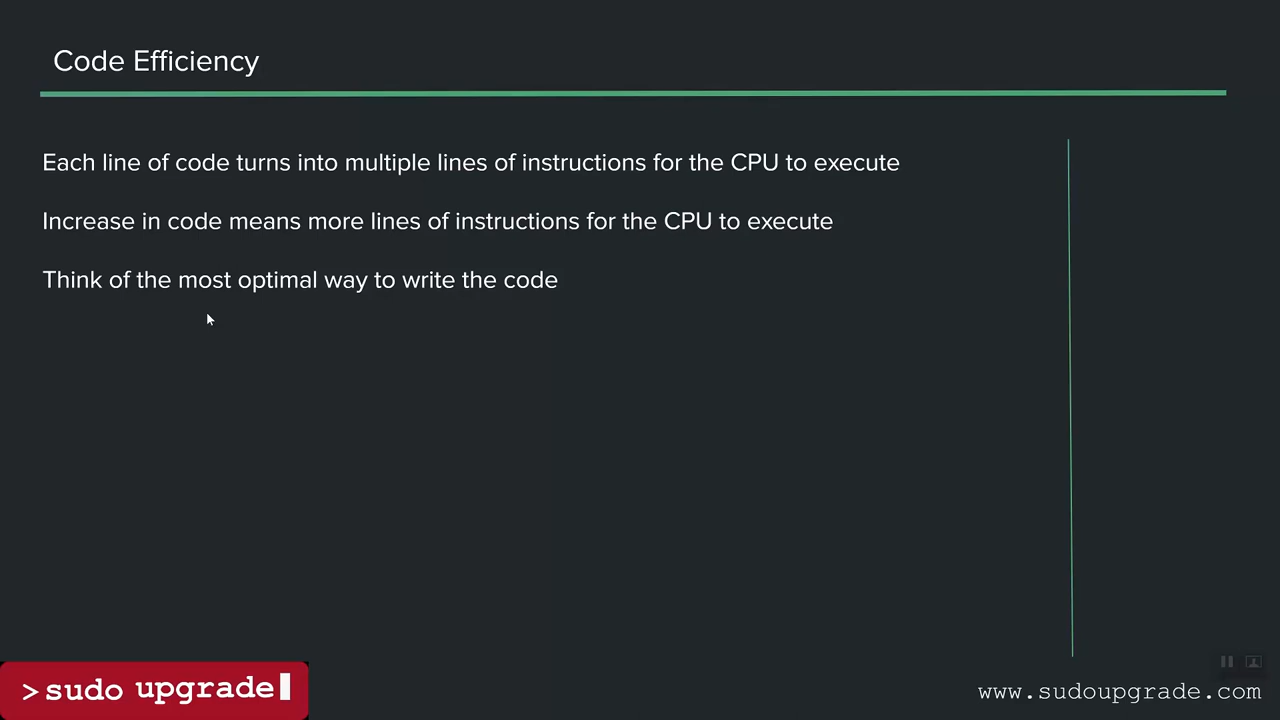 Code Efficiency
Each line of code turns into multiple lines of instructions for the CPU to execute
Increase in code means more lines of instructions for the CPU to execute
Think of the most optimal way to write the code
>sudo upgrade
www.sudoupgrade.com